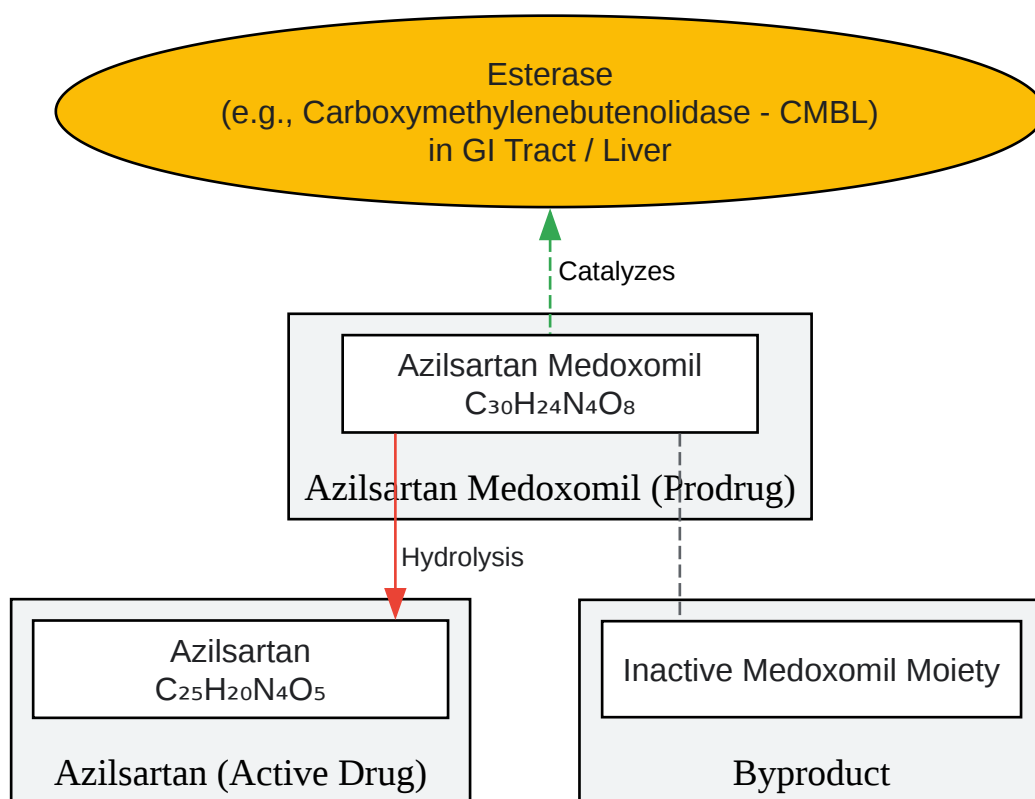 Esterase
(e.g., Carboxymethylenebutenolidase - CMBL)
in GI Tract / Liver
Catalyzes
Azilsartan Medoxomil
C₃₀H₂₄N₄O₈
Azilsartan Medoxomil (Prodrug)
Hydrolysis
Azilsartan
C₂₅H₂₀N₄O₅
Azilsartan (Active Drug)
Inactive Medoxomil Moiety
Byproduct